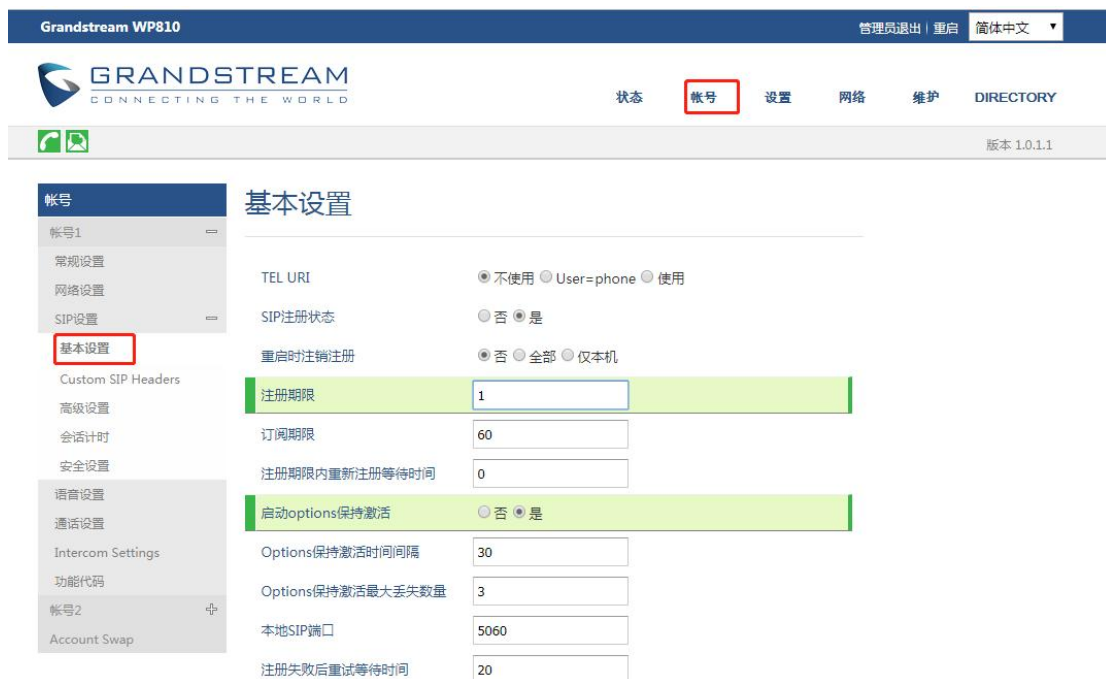 Grandstream WP810
管理员退出 | 重启 简体中文
GRANDSTREAM
CONNECTING THE WORLD
状态 帐号 设置 网络 维护 DIRECTORY
版本 1.0.1.1
帐号
帐号1
常规设置
网络设置
SIP设置
基本设置
Custom SIP Headers
高级设置
会话计时
安全设置
语音设置
通话设置
Intercom Settings
功能代码
帐号2
Account Swap
基本设置
TEL URI 不使用 User=phone 使用
SIP注册状态 否 是
重启时注销注册 否 全部 仅本机
注册期限 1
订阅期限 60
注册期限内重新注册等待时间 0
启动options保持激活 否 是
Options保持激活时间间隔 30
Options保持激活最大丢失数量 3
本地SIP端口 5060
注册失败后重试等待时间 20